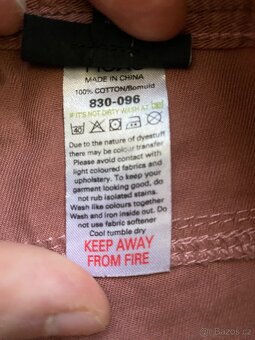 MADE IN CHINA
100% COTTON/Bomuld
830-096
IF IT'S NOT DIRTY WASH AT
40
Due to the nature of dyestuff
there may be colour transfer
Please avoid contact with
light coloured fabrics and
upholstery. To keep your
garment looking good, do
not rub isolated stains.
Wash like colours together
Wash and iron inside out. Do
not use fabric softener
Cool tumble dry
KEEP AWAY
FROM FIRE
Bazos.cz